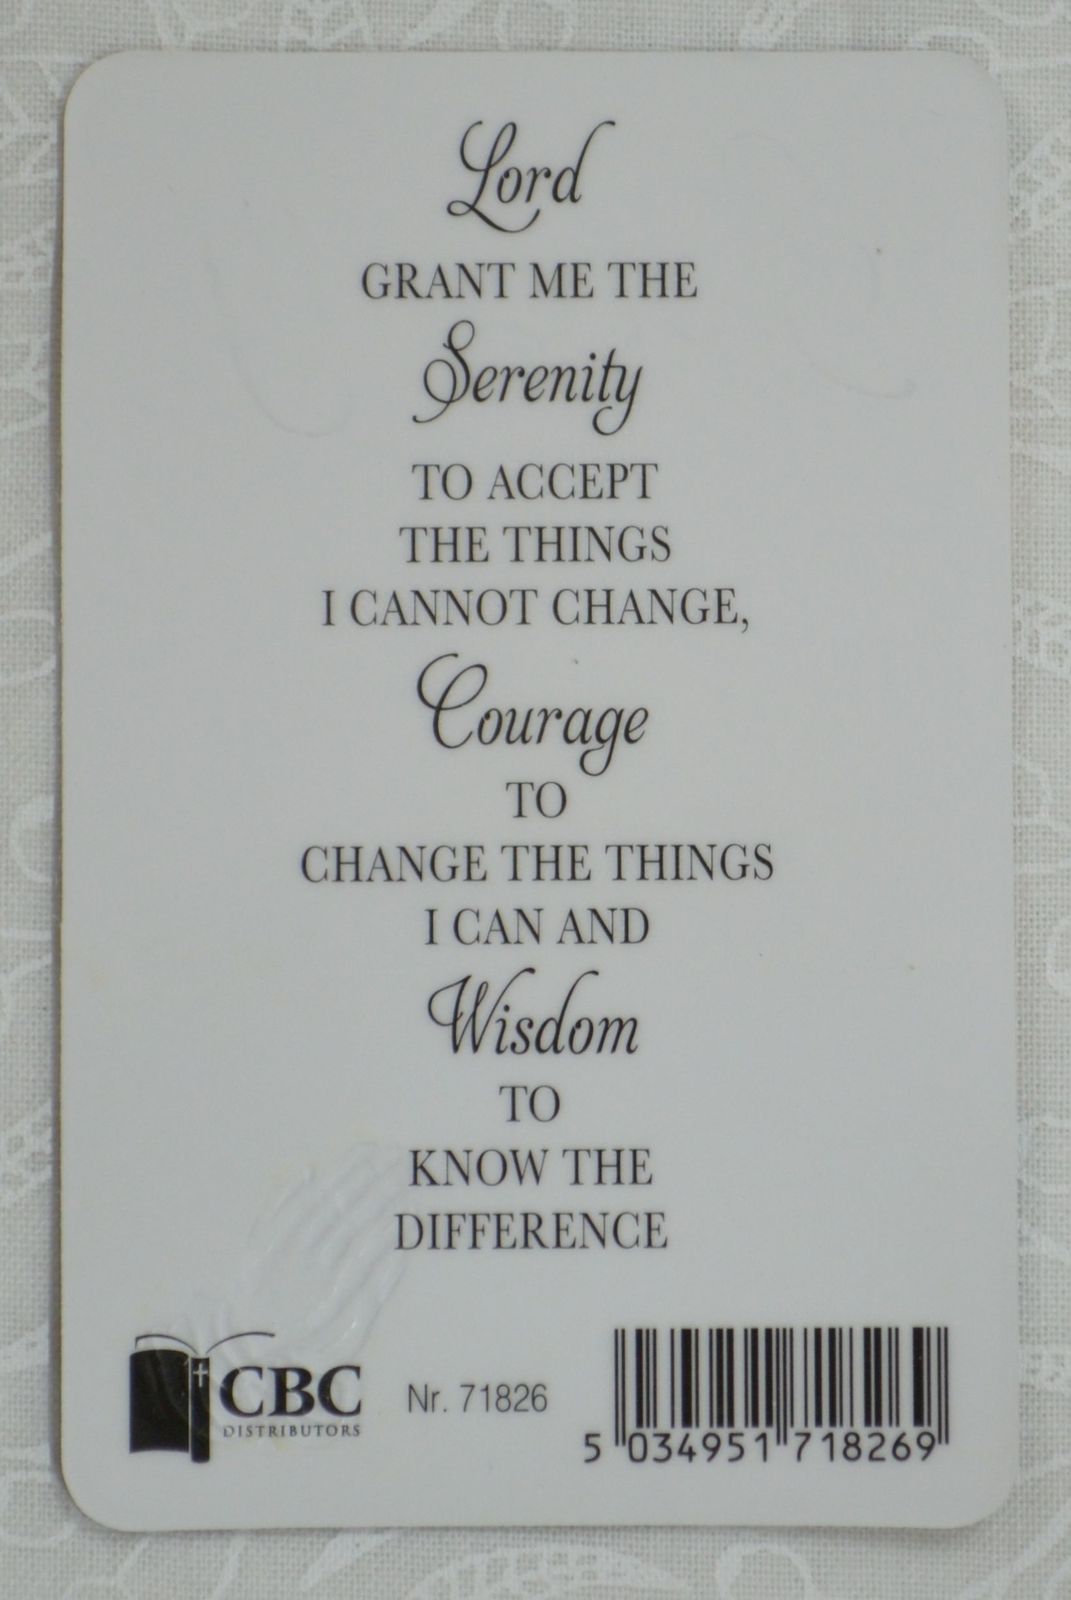 Lord
GRANT ME THE
Serenity
TO ACCEPT
THE THINGS
I CANNOT CHANGE,
Courage
TO
CHANGE THE THINGS
I CAN AND
Wisdom
TO
KNOW THE
DIFFERENCE
CBC
DISTRIBUTORS
Nr. 71826
5 034951 718269